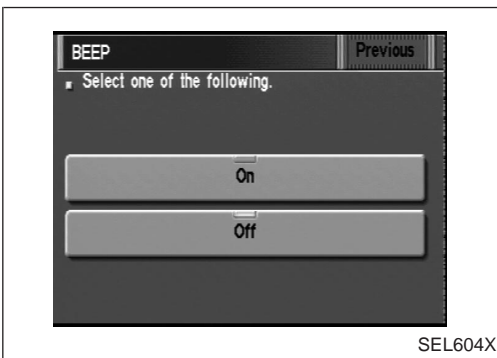 BEEP
Previous
Select one of the following.
On
Off
SEL604X